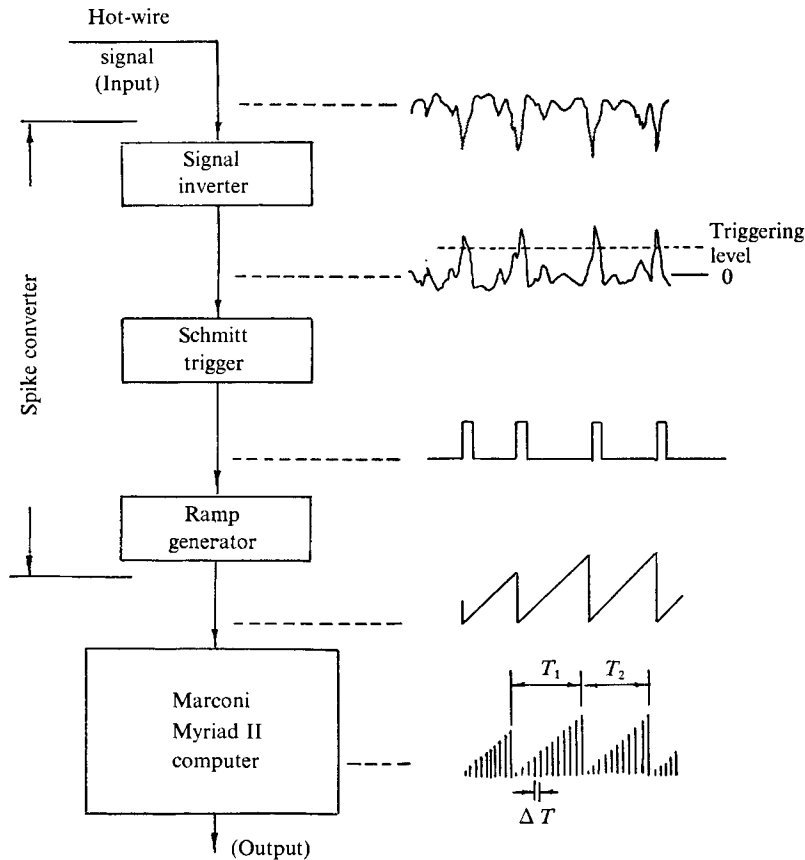 Hot-wire
signal
(Input)
Signal
inverter
Triggering
level
0
Spike converter
Schmitt
trigger
Ramp
generator
T₁
T₂
Marconi
Myriad II
computer
Δ T
(Output)